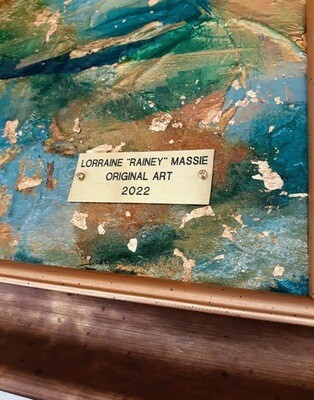 LORRAINE "RAINEY" MASSIE
ORIGINAL ART
2022